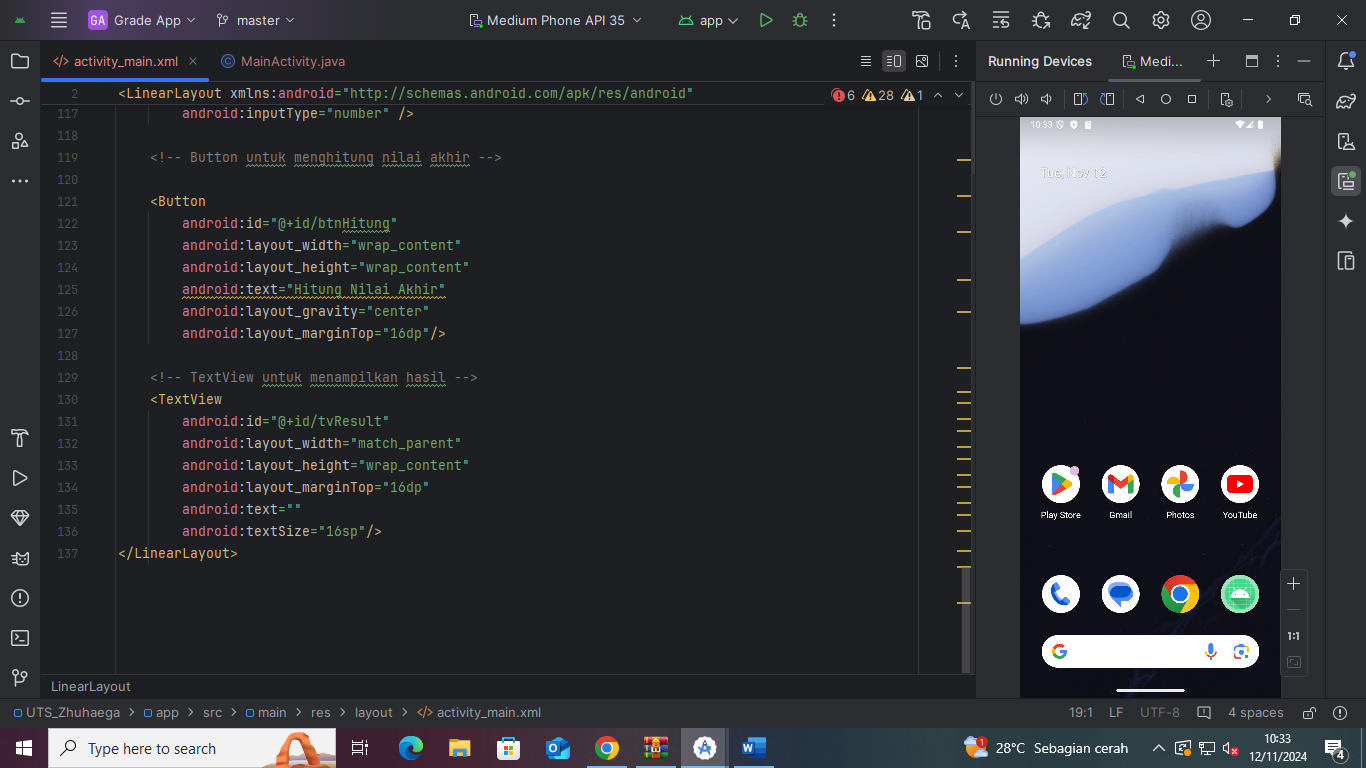 GA Grade App master Medium Phone API 35 app
activity_main.xml MainActivity.java Running Devices Medi...
2 <LinearLayout xmlns:android="http://schemas.android.com/apk/res/android" 6 28 1
117 android:inputType="number" />
118
119 <!-- Button untuk menghitung nilai akhir -->
120
121 <Button
122 android:id="@+id/btnHitung"
123 android:layout_width="wrap_content"
124 android:layout_height="wrap_content"
125 android:text="Hitung Nilai Akhir"
126 android:layout_gravity="center"
127 android:layout_marginTop="16dp"/>
128
129 <!-- TextView untuk menampilkan hasil -->
130 <TextView
131 android:id="@+id/tvResult"
132 android:layout_width="match_parent"
133 android:layout_height="wrap_content"
134 android:layout_marginTop="16dp"
135 android:text=""
136 android:textSize="16sp"/>
137 </LinearLayout>
LinearLayout
10:33
Tue, Nov 12
Play Store Gmail Photos YouTube
1:1
UTS_Zhuhaega > app > src > main > res > layout > activity_main.xml 19:1 LF UTF-8 4 spaces
Type here to search
28°C Sebagian cerah
10:33
12/11/2024
4